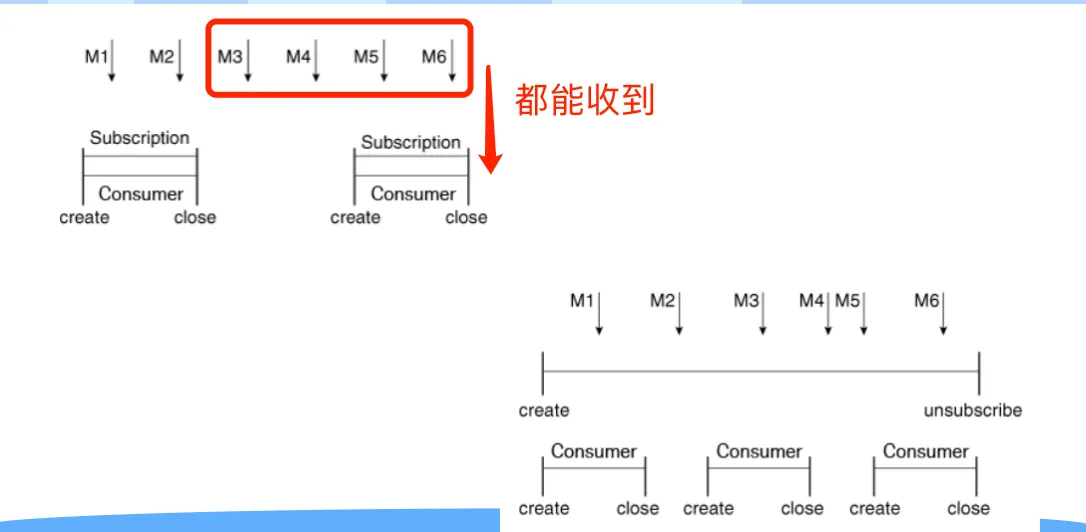 M1 M2 M3 M4 M5 M6
都能收到
Subscription Subscription
Consumer Consumer
create close create close
M1 M2 M3 M4 M5 M6
create unsubscribe
Consumer Consumer Consumer
create close create close create close